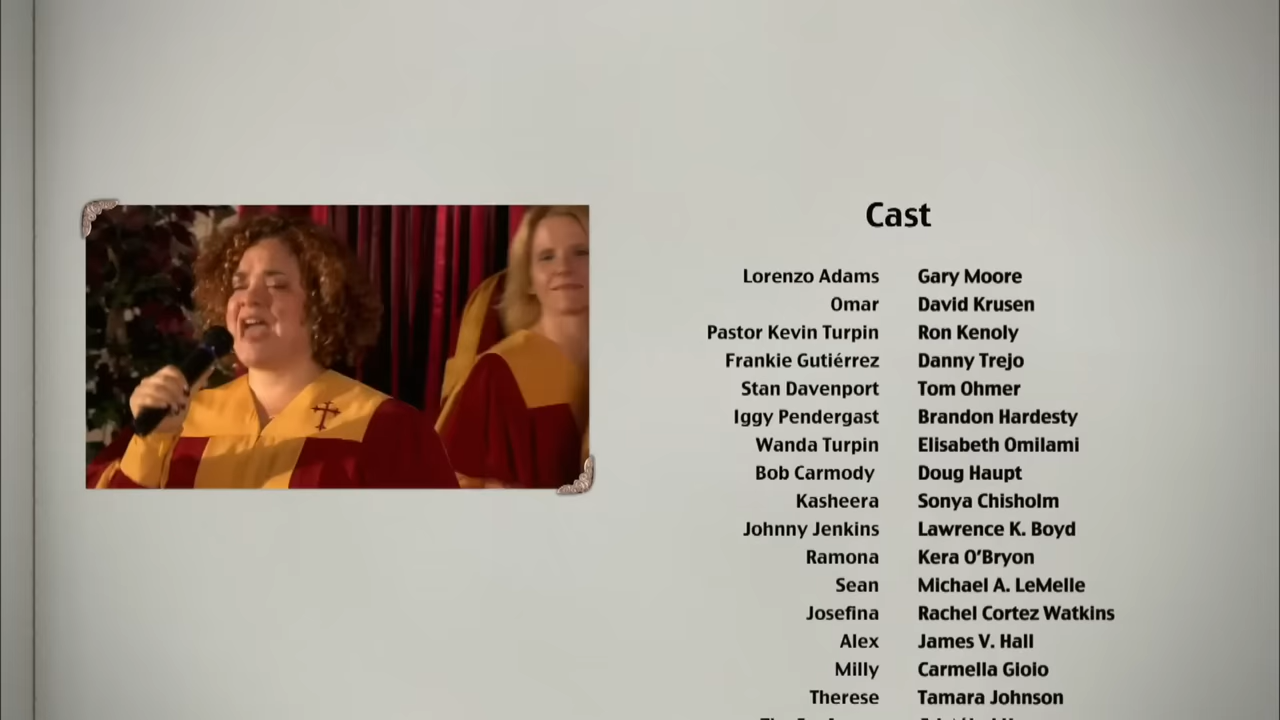 Cast
Lorenzo Adams Gary Moore
Omar David Krusen
Pastor Kevin Turpin Ron Kenoly
Frankie Gutiérrez Danny Trejo
Stan Davenport Tom Ohmer
Iggy Pendergast Brandon Hardesty
Wanda Turpin Elisabeth Omilami
Bob Carmody Doug Haupt
Kasheera Sonya Chisholm
Johnny Jenkins Lawrence K. Boyd
Ramona Kera O'Bryon
Sean Michael A. LeMelle
Josefina Rachel Cortez Watkins
Alex James V. Hall
Milly Carmella Gioio
Therese Tamara Johnson